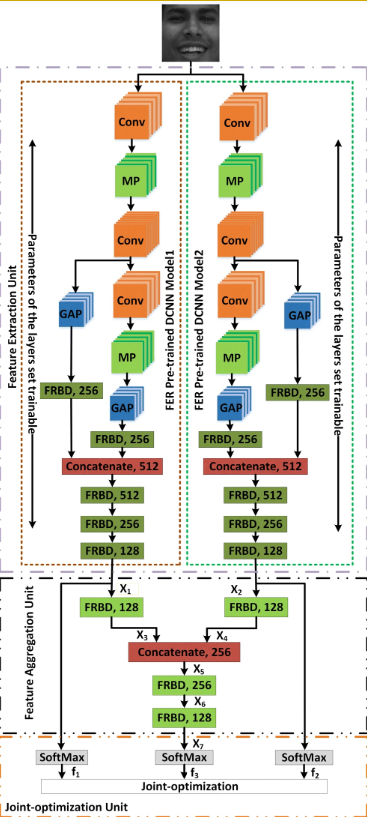 Conv
Conv
MP
MP
Conv
Conv
GAP
Conv
Conv
GAP
MP
MP
GAP
GAP
FRBD, 256
FRBD, 256
FRBD, 256
FRBD, 256
Concatenate, 512
Concatenate, 512
FRBD, 512
FRBD, 512
FRBD, 256
FRBD, 256
FRBD, 128
FRBD, 128
Feature Extraction Unit
Parameters of the layers set trainable
FER Pre-trained DCNN Model1
FER Pre-trained DCNN Model2
Parameters of the layers set trainable
Feature Aggregation Unit
X1
X2
FRBD, 128
FRBD, 128
X3
X4
Concatenate, 256
X5
FRBD, 256
X6
FRBD, 128
X7
SoftMax
SoftMax
SoftMax
f1
f3
f2
Joint-optimization
Joint-optimization Unit